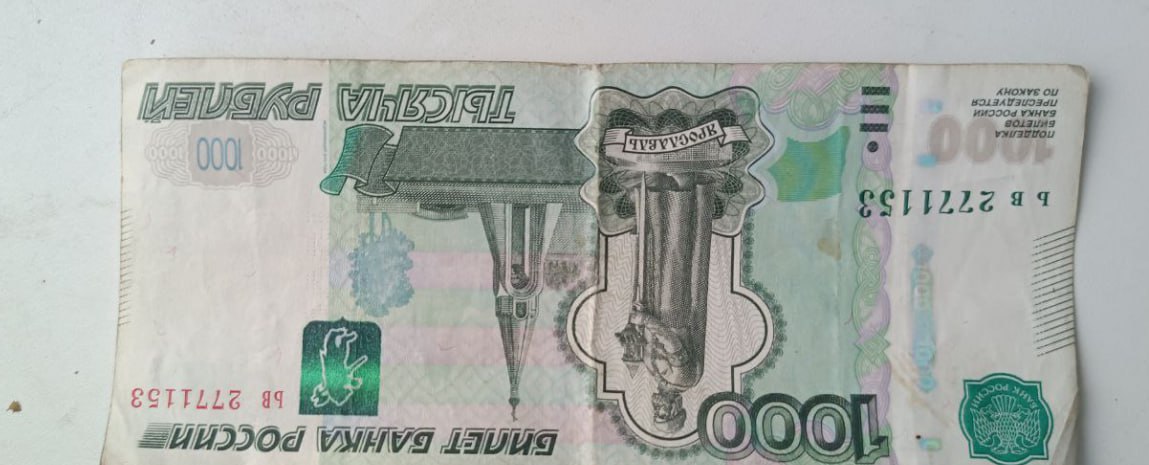 БАНК РОССИИ
1000
БИЛЕТ БАНКА РОССИИ
ЬВ 2771153
ЬВ 2771153
ЯРОСЛАВЛЬ
1000
ПОДДЕЛКА
БИЛЕТОВ
БАНКА РОССИИ
ПРЕСЛЕДУЕТСЯ
ПО ЗАКОНУ
1000 1000 1000
ТЫСЯЧА РУБЛЕЙ